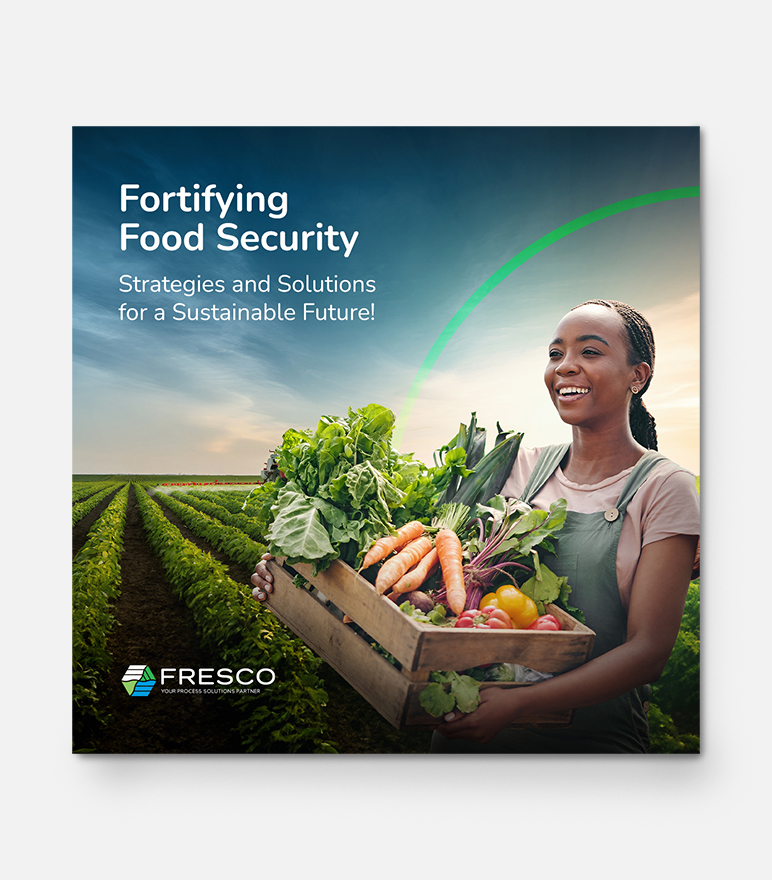 Fortifying
Food Security
Strategies and Solutions
for a Sustainable Future!
FRESCO
YOUR PROCESS SOLUTIONS PARTNER